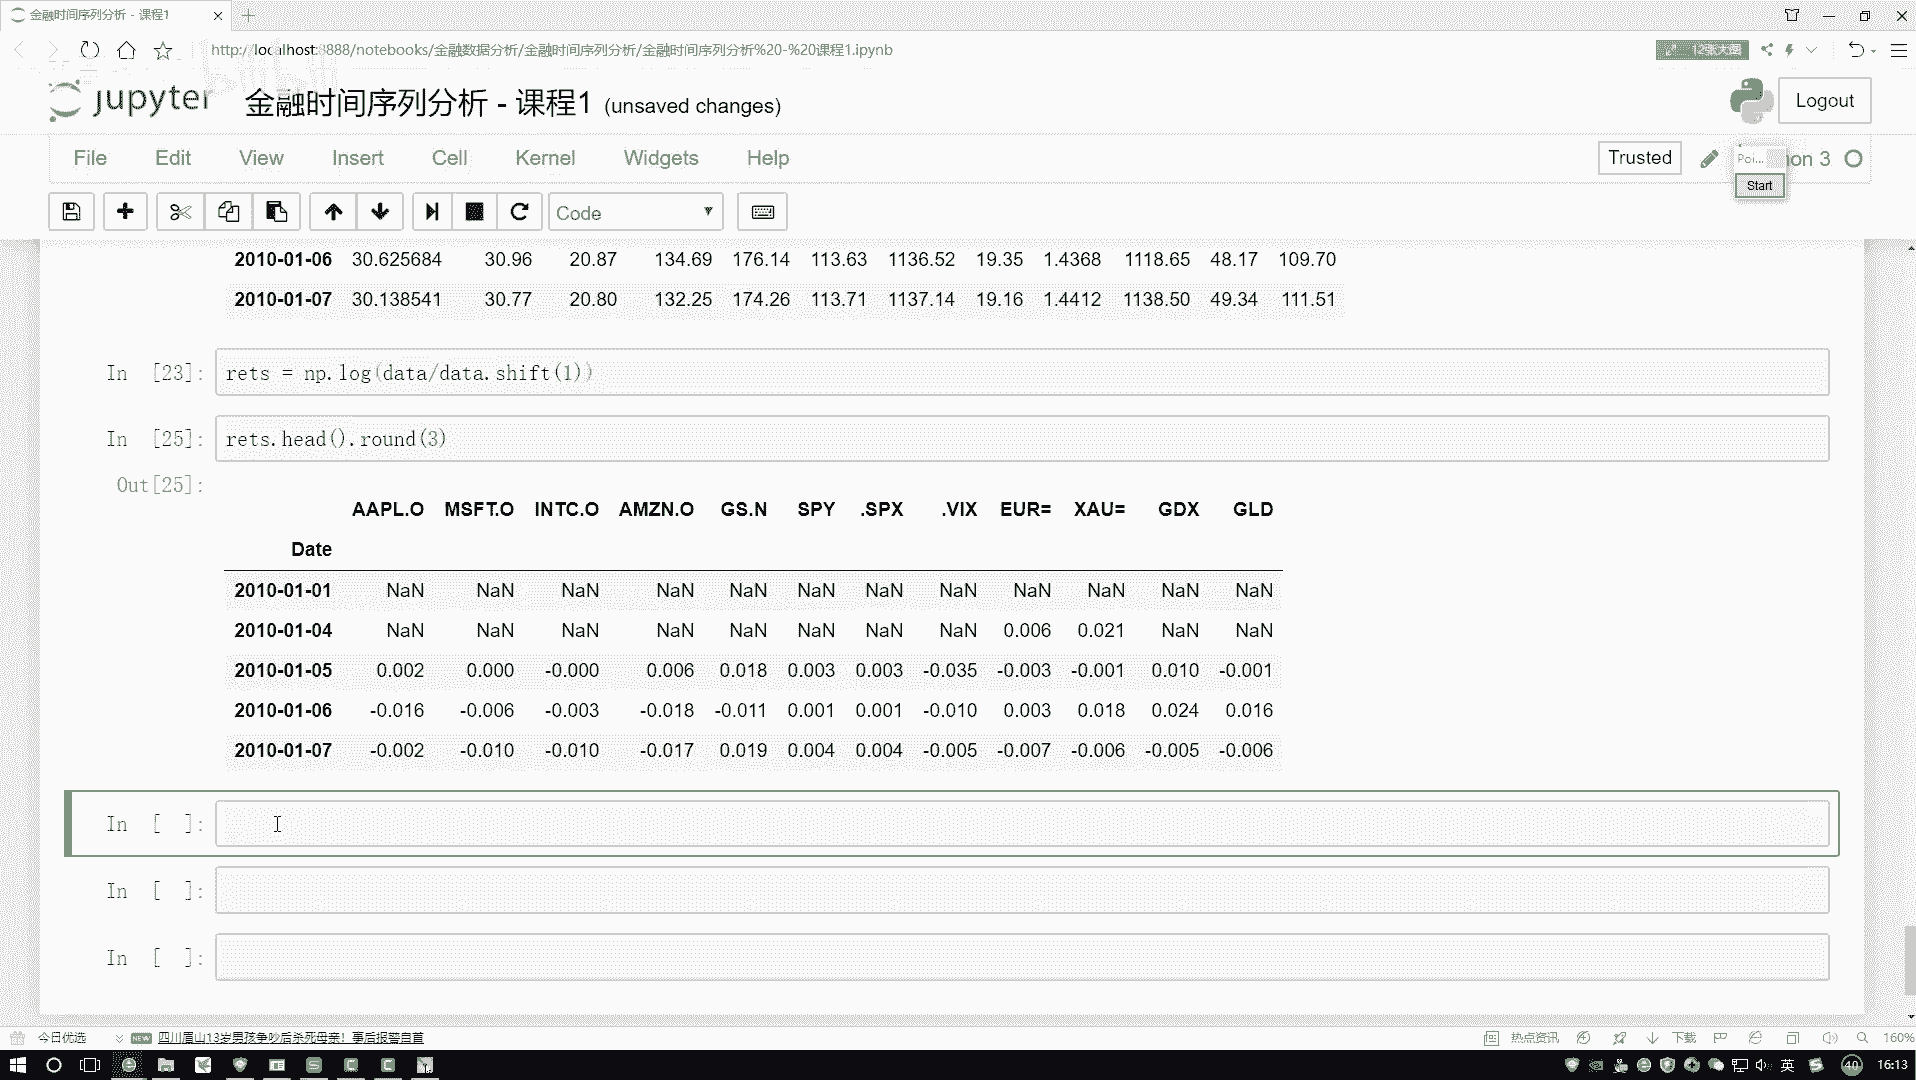 金融时间序列分析 - 课程1
http://localhost:8888/notebooks/金融数据分析/金融时间序列分析/金融时间序列分析%20-%20课程1.ipynb
12张大图
jupyter 金融时间序列分析 - 课程1 (unsaved changes)
Logout
File Edit View Insert Cell Kernel Widgets Help
Trusted
Poi... hon 3
Start
Code
2010-01-06 30.625684 30.96 20.87 134.69 176.14 113.63 1136.52 19.35 1.4368 1118.65 48.17 109.70
2010-01-07 30.138541 30.77 20.80 132.25 174.26 113.71 1137.14 19.16 1.4412 1138.50 49.34 111.51
In [23]: rets = np.log(data/data.shift(1))
In [25]: rets.head().round(3)
Out[25]:
AAPL.O MSFT.O INTC.O AMZN.O GS.N SPY .SPX .VIX EUR= XAU= GDX GLD
Date
2010-01-01 NaN NaN NaN NaN NaN NaN NaN NaN NaN NaN NaN NaN
2010-01-04 NaN NaN NaN NaN NaN NaN NaN NaN 0.006 0.021 NaN NaN
2010-01-05 0.002 0.000 -0.000 0.006 0.018 0.003 0.003 -0.035 -0.003 -0.001 0.010 -0.001
2010-01-06 -0.016 -0.006 -0.003 -0.018 -0.011 0.001 0.001 -0.010 0.003 0.018 0.024 0.016
2010-01-07 -0.002 -0.010 -0.010 -0.017 0.019 0.004 0.004 -0.005 -0.007 -0.006 -0.005 -0.006
In [ ]:
In [ ]:
In [ ]:
今日优选 NEW 四川眉山13岁男孩争吵后杀死母亲！事后报警自首
热点资讯 下载 160%
英 40 16:13